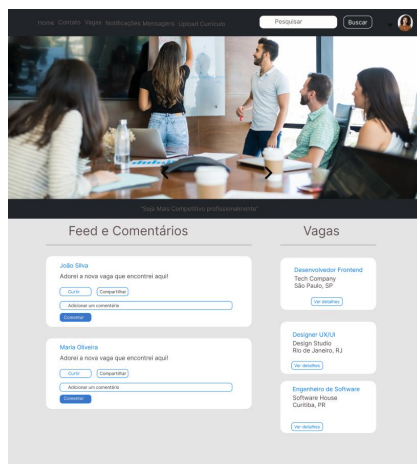 Home Contato Vagas Notificações Mensagens Upload Currículo Pesquisar Buscar
"Seja Mais Competitivo profissionalmente"
Feed e Comentários
João Silva
Adorei a nova vaga que encontrei aqui!
Curtir Compartilhar
Adicionar um comentário
Comentar
Maria Oliveira
Adorei a nova vaga que encontrei aqui!
Curtir Compartilhar
Adicionar um comentário
Comentar
Vagas
Desenvolvedor Frontend
Tech Company
São Paulo, SP
Ver detalhes
Designer UX/UI
Design Studio
Rio de Janeiro, RJ
Ver detalhes
Engenheiro de Software
Software House
Curitiba, PR
Ver detalhes